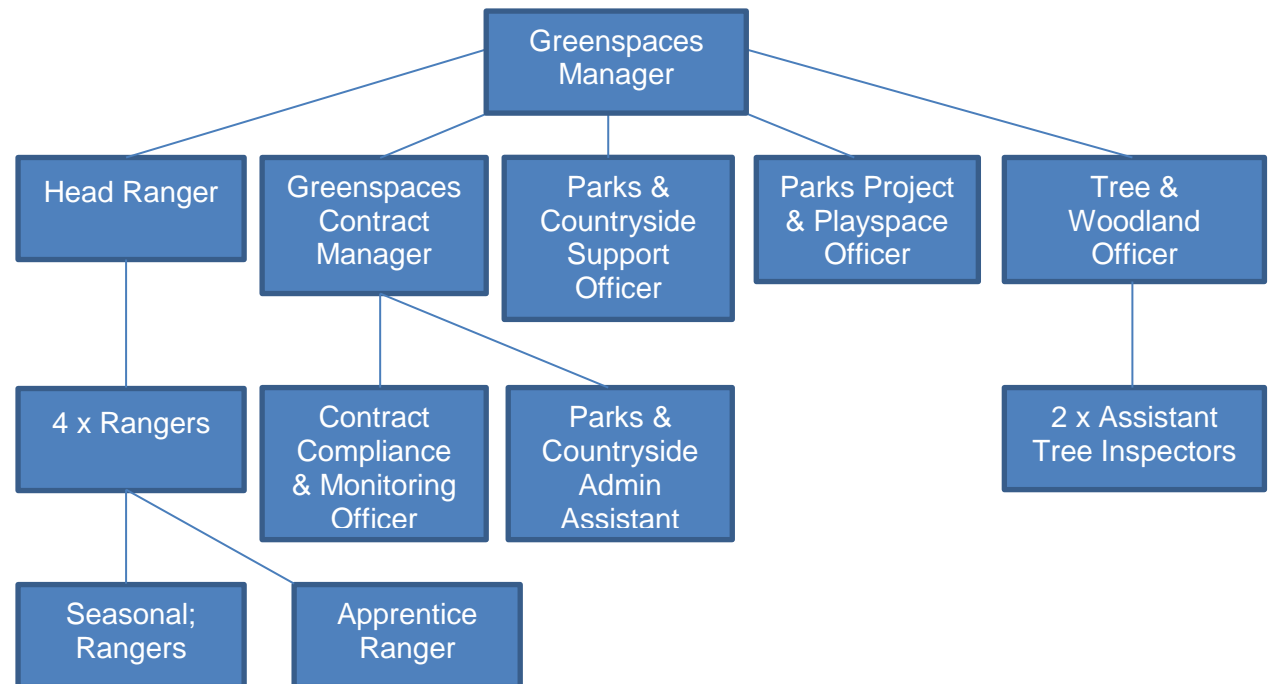 Greenspaces
Manager
Head Ranger
Greenspaces
Contract
Manager
Parks &
Countryside
Support
Officer
Parks Project
& Playspace
Officer
Tree &
Woodland
Officer
4 x Rangers
Contract
Compliance
& Monitoring
Officer
Parks &
Countryside
Admin
Assistant
2 x Assistant
Tree Inspectors
Seasonal;
Rangers
Apprentice
Ranger